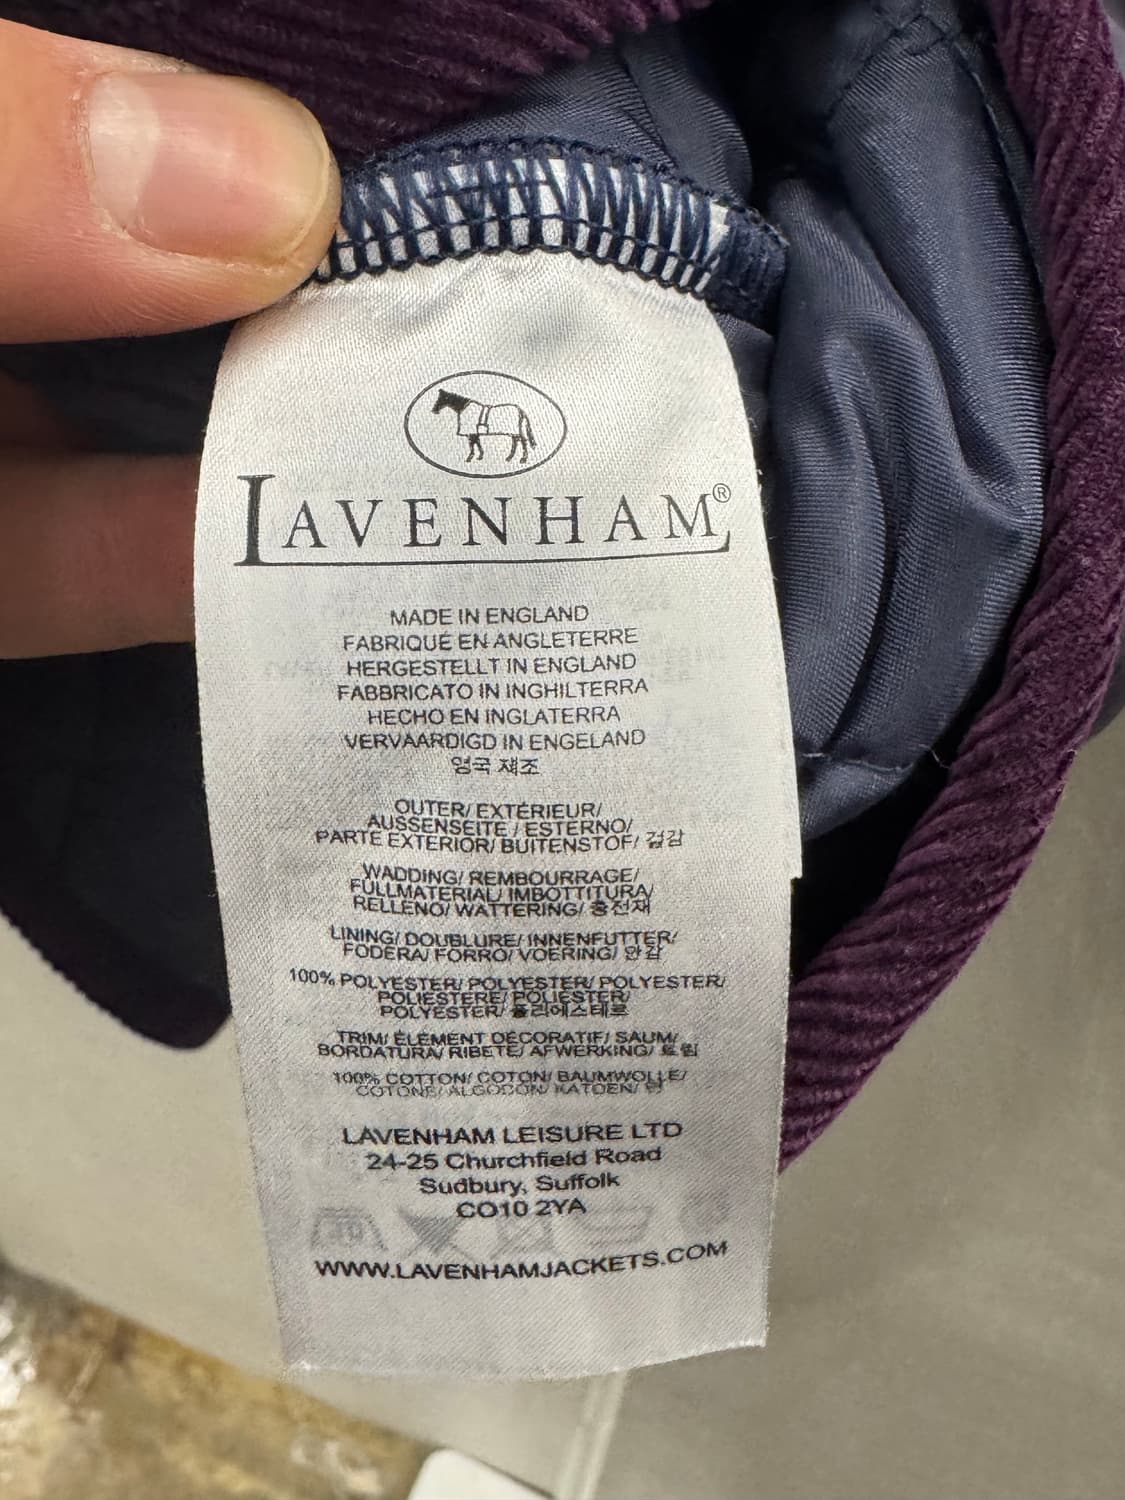 LAVENHAM®
MADE IN ENGLAND
FABRIQUÉ EN ANGLETERRE
HERGESTELLT IN ENGLAND
FABBRICATO IN INGHILTERRA
HECHO EN INGLATERRA
VERVAARDIGD IN ENGELAND
영국 제조
OUTER/ EXTÉRIEUR/
AUSSENSEITE / ESTERNO/
PARTE EXTERIOR/ BUITENSTOF/ 겉감
WADDING/ REMBOURRAGE/
FÜLLMATERIAL/ IMBOTTITURA/
RELLENO/ WATTERING/ 충전재
LINING/ DOUBLURE/ INNENFUTTER/
FODERA/ FORRO/ VOERING/ 안감
100% POLYESTER/ POLYESTER/ POLYESTER/
POLIESTERE/ POLIÉSTER/
POLYESTER/ 폴리에스테르
TRIM/ ÉLÉMENT DÉCORATIF/ SAUM/
BORDATURA/ RIBETE/ AFWERKING/ 트림
100% COTTON/ COTON/ BAUMWOLLE/
COTONE/ ALGODÓN/ KATOEN/ 면
LAVENHAM LEISURE LTD
24-25 Churchfield Road
Sudbury, Suffolk
CO10 2YA
WWW.LAVENHAMJACKETS.COM